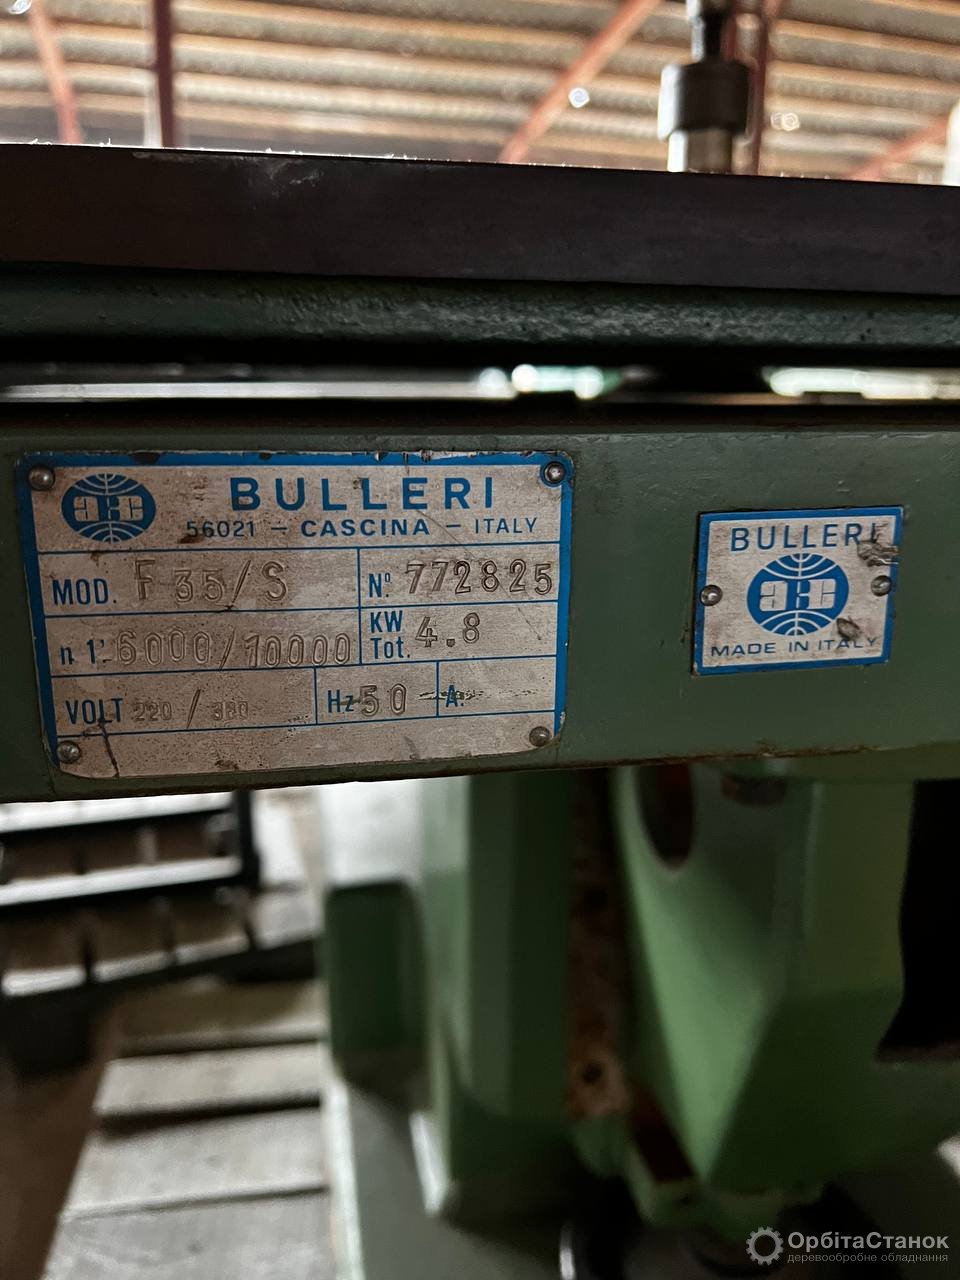 BULLERI
56021 - CASCINA - ITALY
MOD. F 35/S
Nº 772825
n 1'. 6000/10000
KW Tot. 4.8
VOLT 220 / 380
Hz 50
A.
BULLERI
MADE IN ITALY
ОрбітаСтанок
деревообробне обладнання